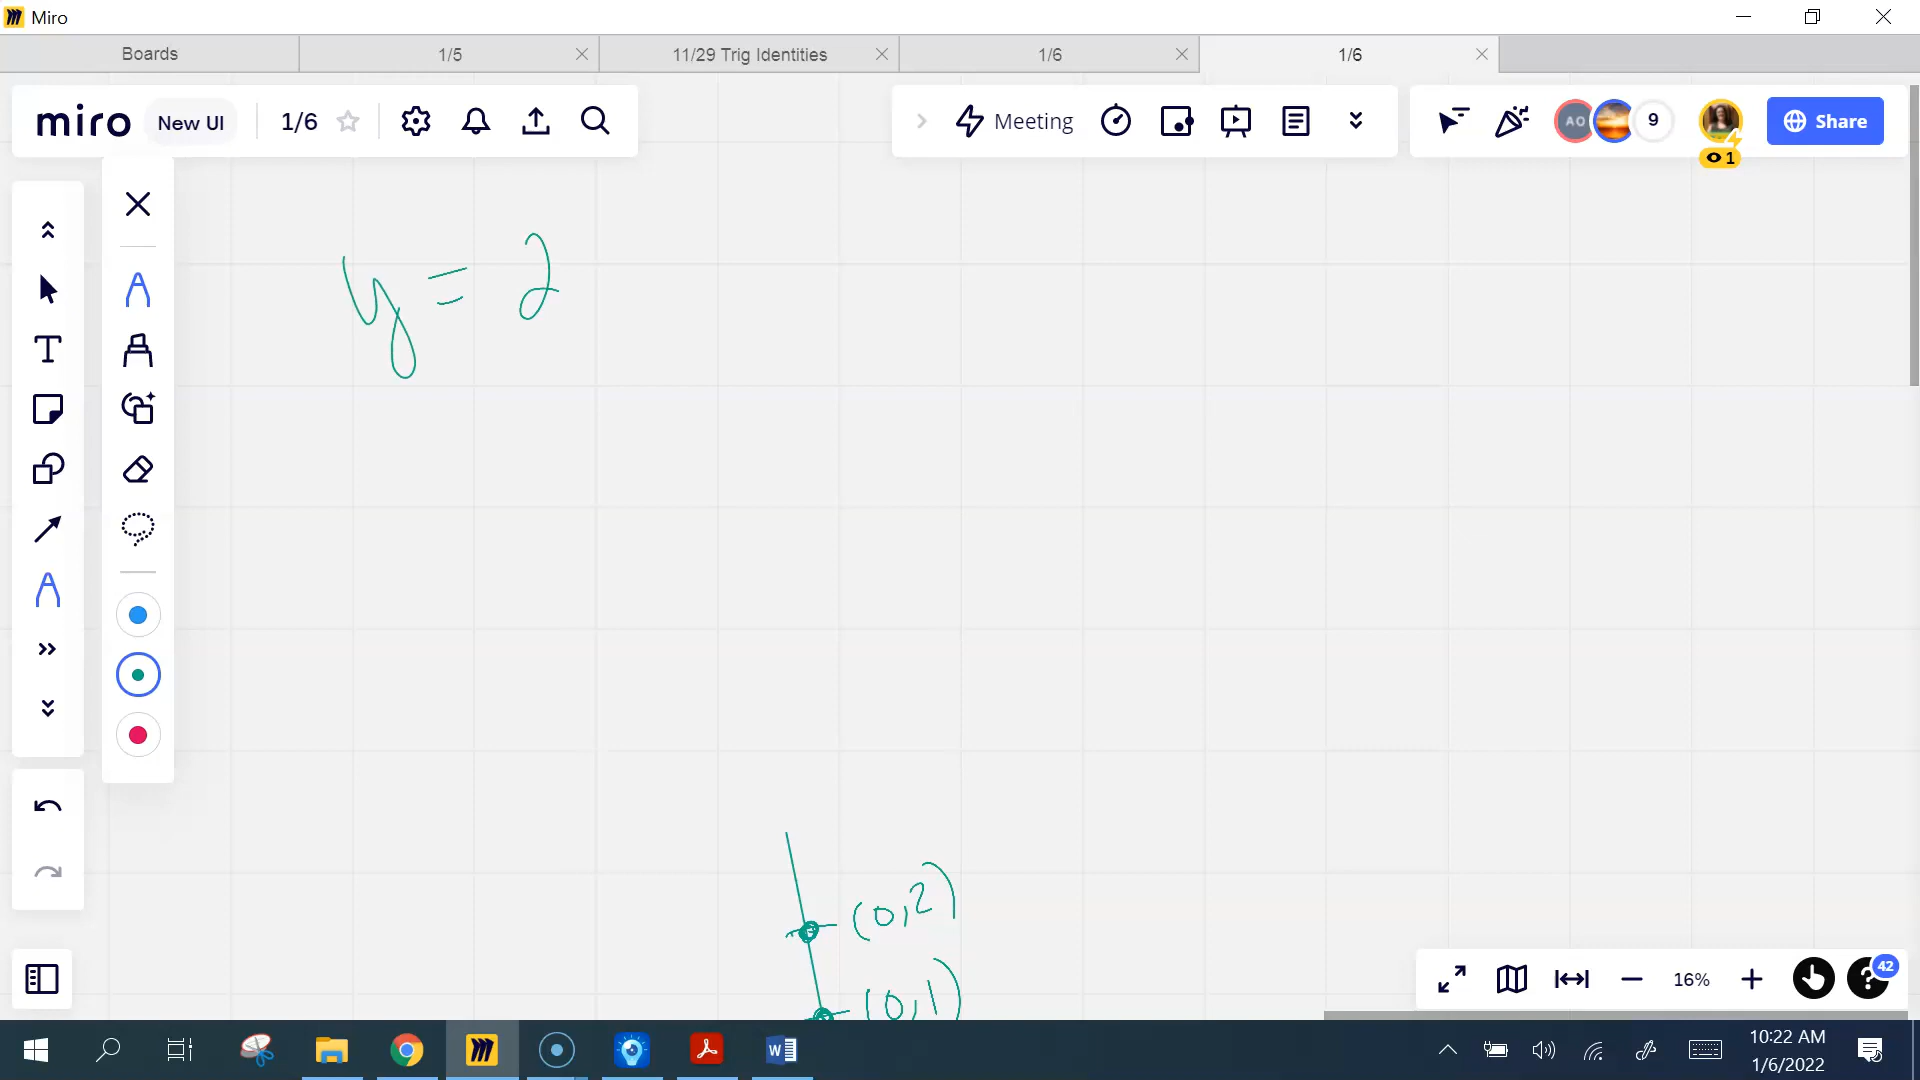 Miro
Boards 1/5 11/29 Trig Identities 1/6 1/6
miro New UI 1/6 Meeting AO 9 Share
1
y = 2
(0,2)
(0,1)
42
16%
10:22 AM
1/6/2022